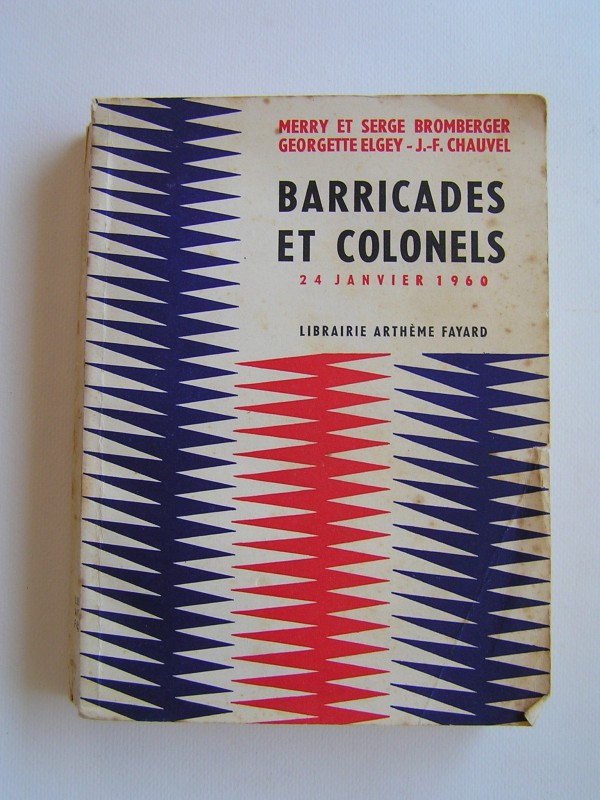 MERRY ET SERGE BROMBERGER
GEORGETTE ELGEY - J.-F. CHAUVEL
BARRICADES
ET COLONELS
24 JANVIER 1960
LIBRAIRIE ARTHÈME FAYARD